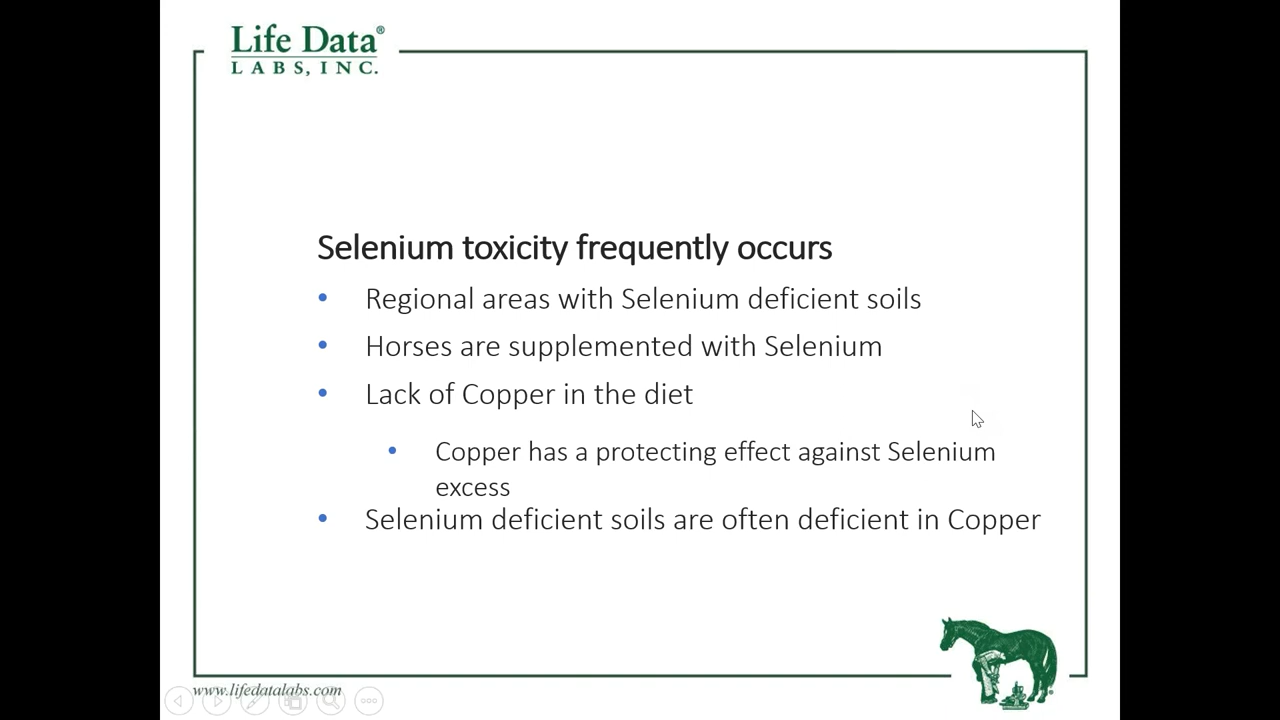 Life Data®
LABS, INC.
Selenium toxicity frequently occurs
• Regional areas with Selenium deficient soils
• Horses are supplemented with Selenium
• Lack of Copper in the diet
• Copper has a protecting effect against Selenium
excess
• Selenium deficient soils are often deficient in Copper
www.lifedatalabs.com